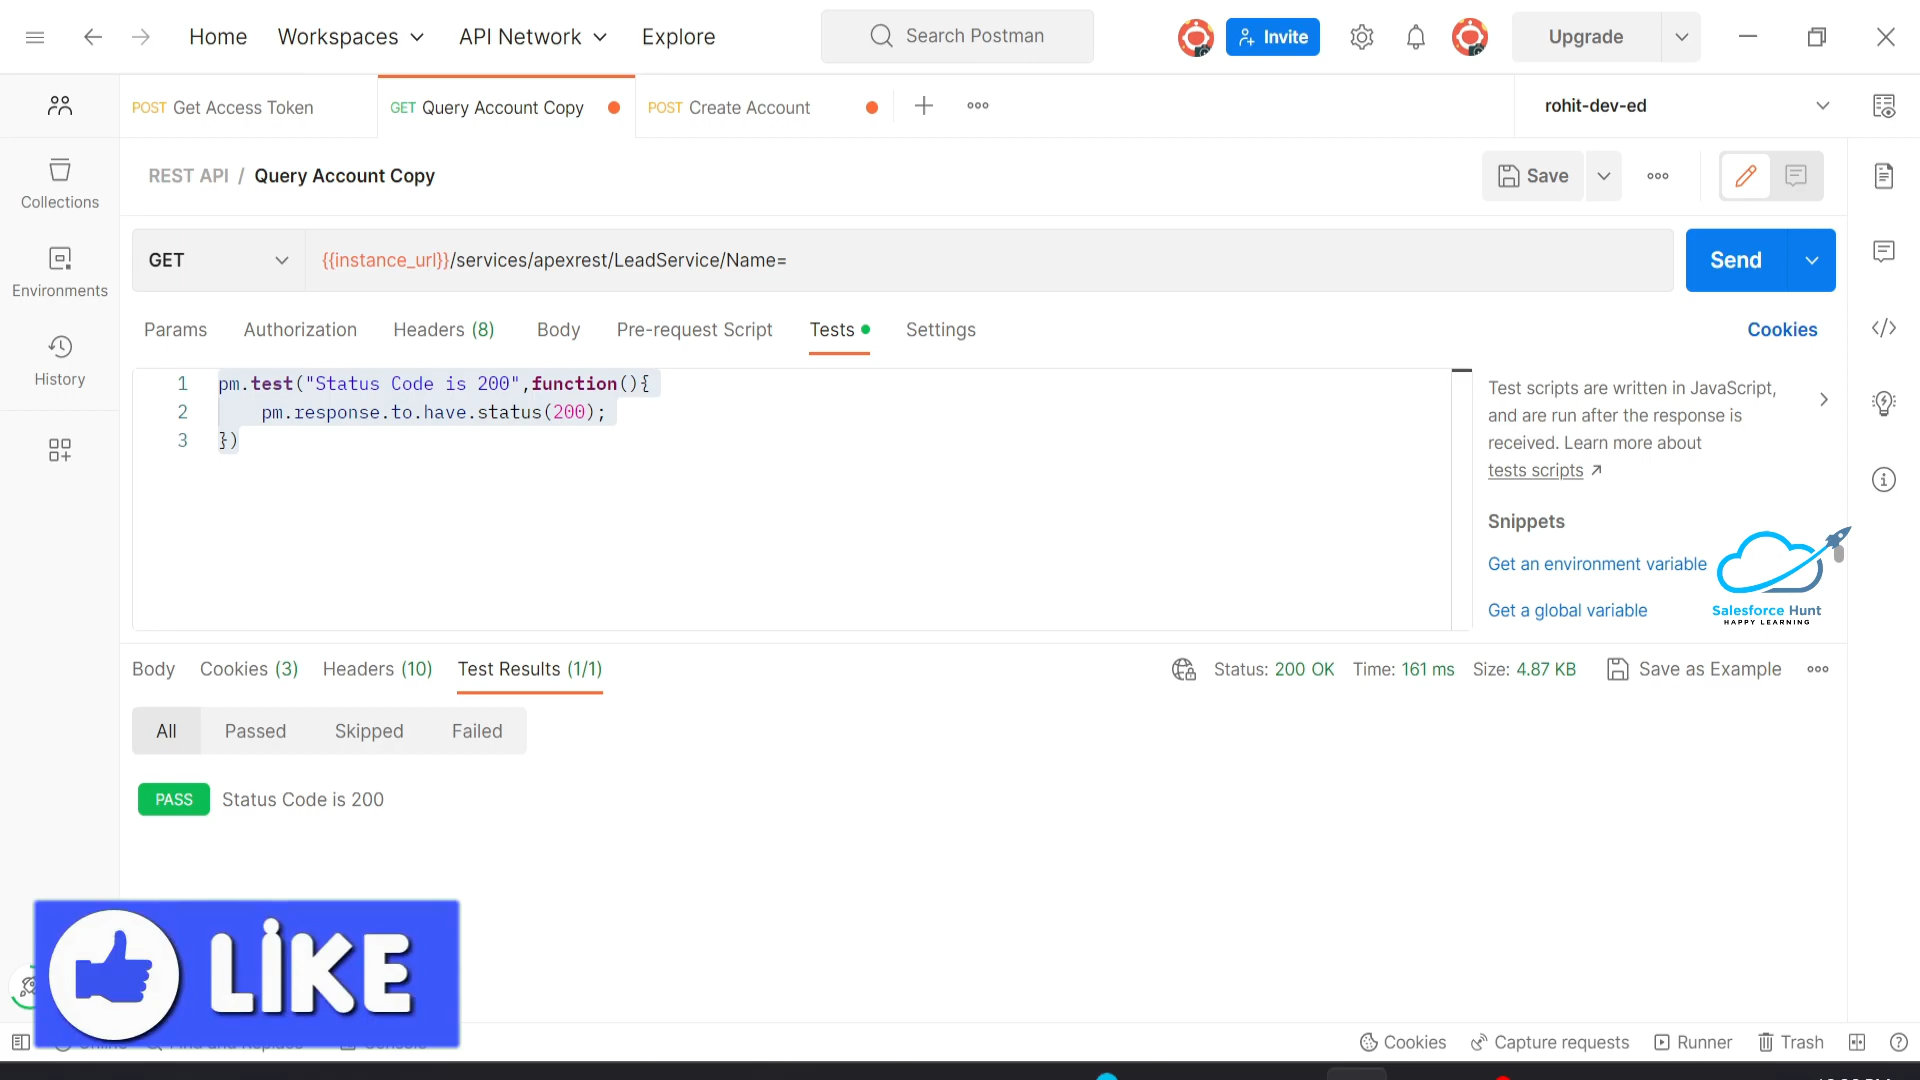 Home Workspaces API Network Explore Search Postman Invite Upgrade
POST Get Access Token GET Query Account Copy POST Create Account rohit-dev-ed
REST API / Query Account Copy Save
Collections
GET {{instance_url}}/services/apexrest/LeadService/Name= Send
Environments
Params Authorization Headers (8) Body Pre-request Script Tests Settings Cookies
History
1 pm.test("Status Code is 200",function(){
2 pm.response.to.have.status(200);
3 })
Test scripts are written in JavaScript,
and are run after the response is
received. Learn more about
tests scripts
Snippets
Get an environment variable
Get a global variable
Salesforce Hunt
HAPPY LEARNING
Body Cookies (3) Headers (10) Test Results (1/1) Status: 200 OK Time: 161 ms Size: 4.87 KB Save as Example
All Passed Skipped Failed
PASS Status Code is 200
LiKE
Cookies Capture requests Runner Trash